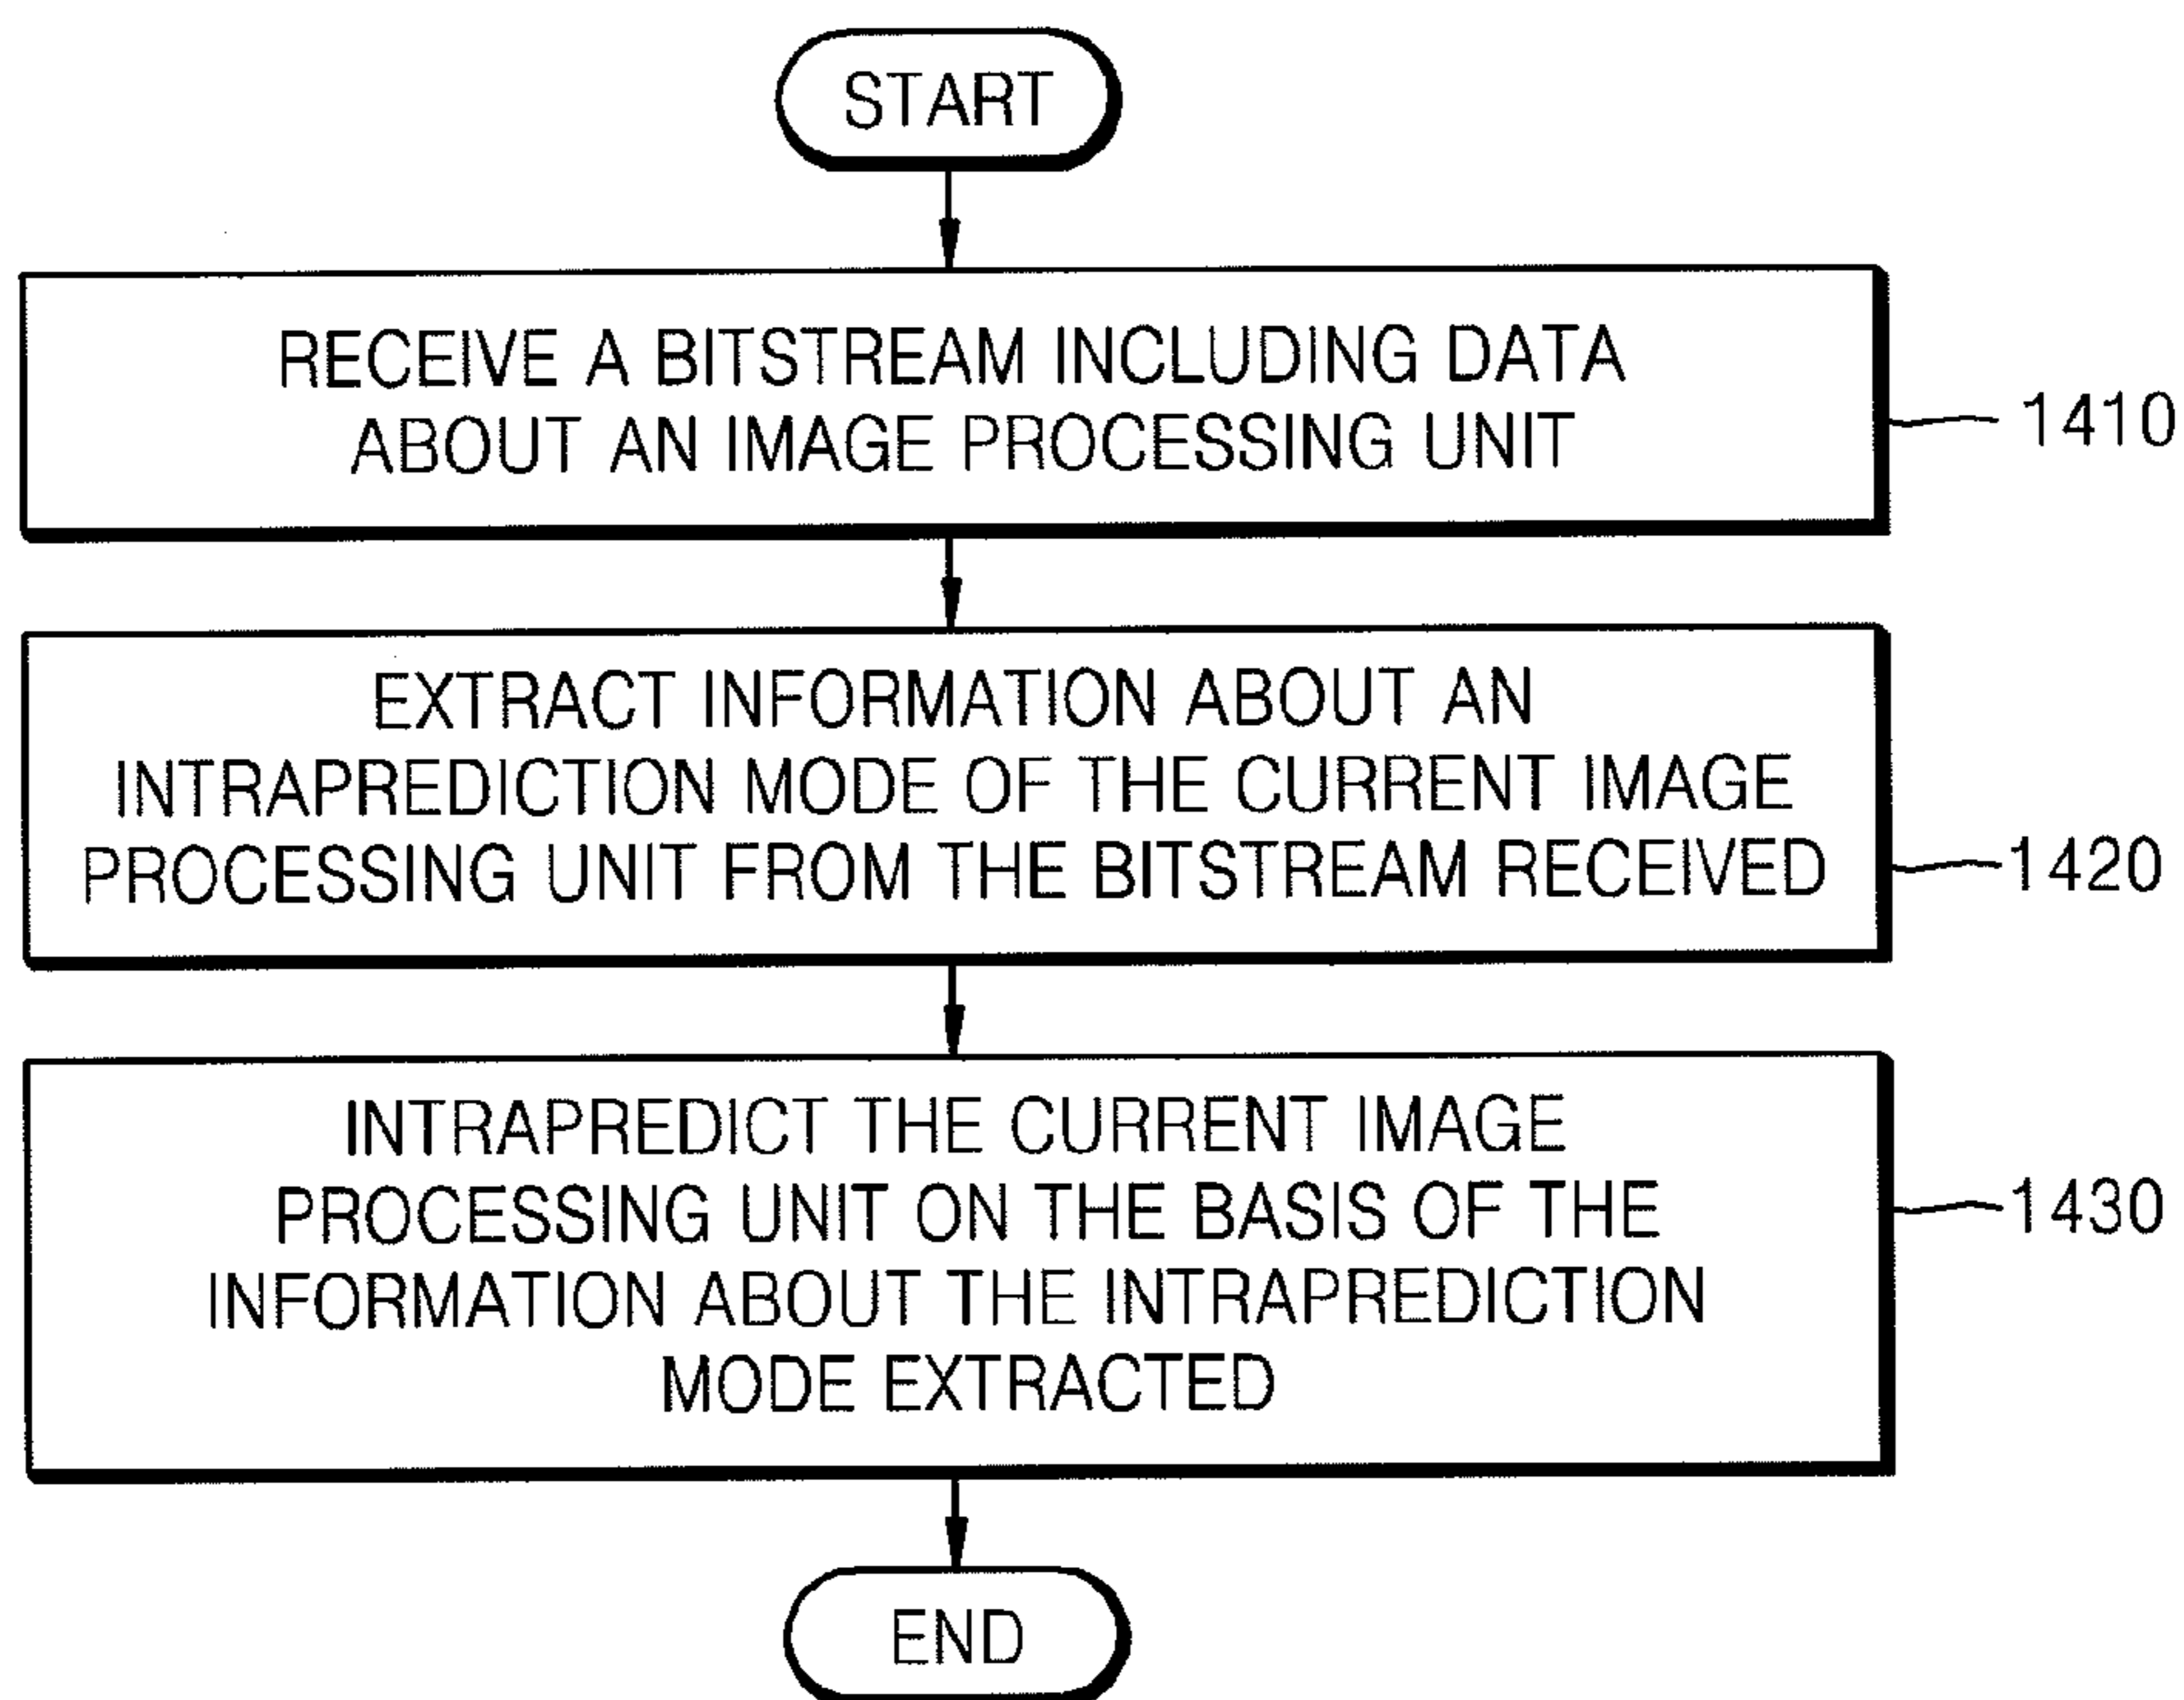 START
RECEIVE A BITSTREAM INCLUDING DATA
ABOUT AN IMAGE PROCESSING UNIT
1410
EXTRACT INFORMATION ABOUT AN
INTRAPREDICTION MODE OF THE CURRENT IMAGE
PROCESSING UNIT FROM THE BITSTREAM RECEIVED
1420
INTRAPREDICT THE CURRENT IMAGE
PROCESSING UNIT ON THE BASIS OF THE
INFORMATION ABOUT THE INTRAPREDICTION
MODE EXTRACTED
1430
END